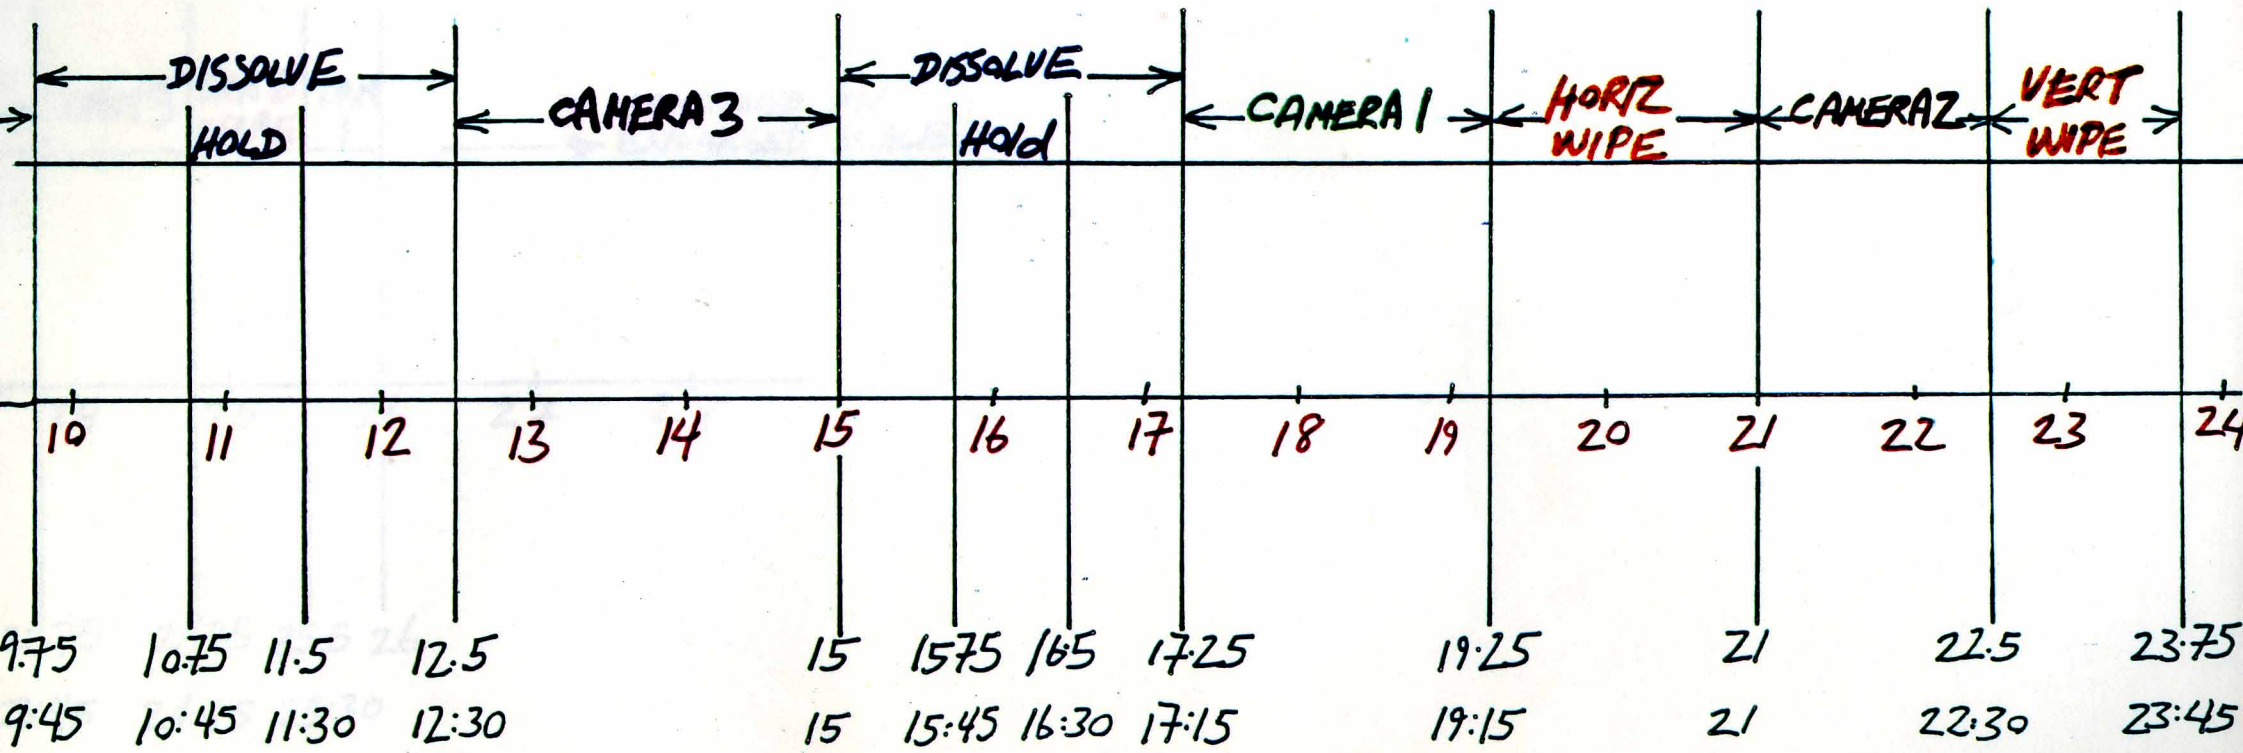 DISSOLVE DISSOLVE
HOLD CAMERA 3 Hold CAMERA 1 HORIZ WIPE CAMERA2 VERT WIPE
10 11 12 13 14 15 16 17 18 19 20 21 22 23 24
9.75 10.75 11.5 12.5 15 15.75 16.5 17.25 19.25 21 22.5 23.75
9:45 10:45 11:30 12:30 15 15:45 16:30 17:15 19:15 21 22:30 23:45